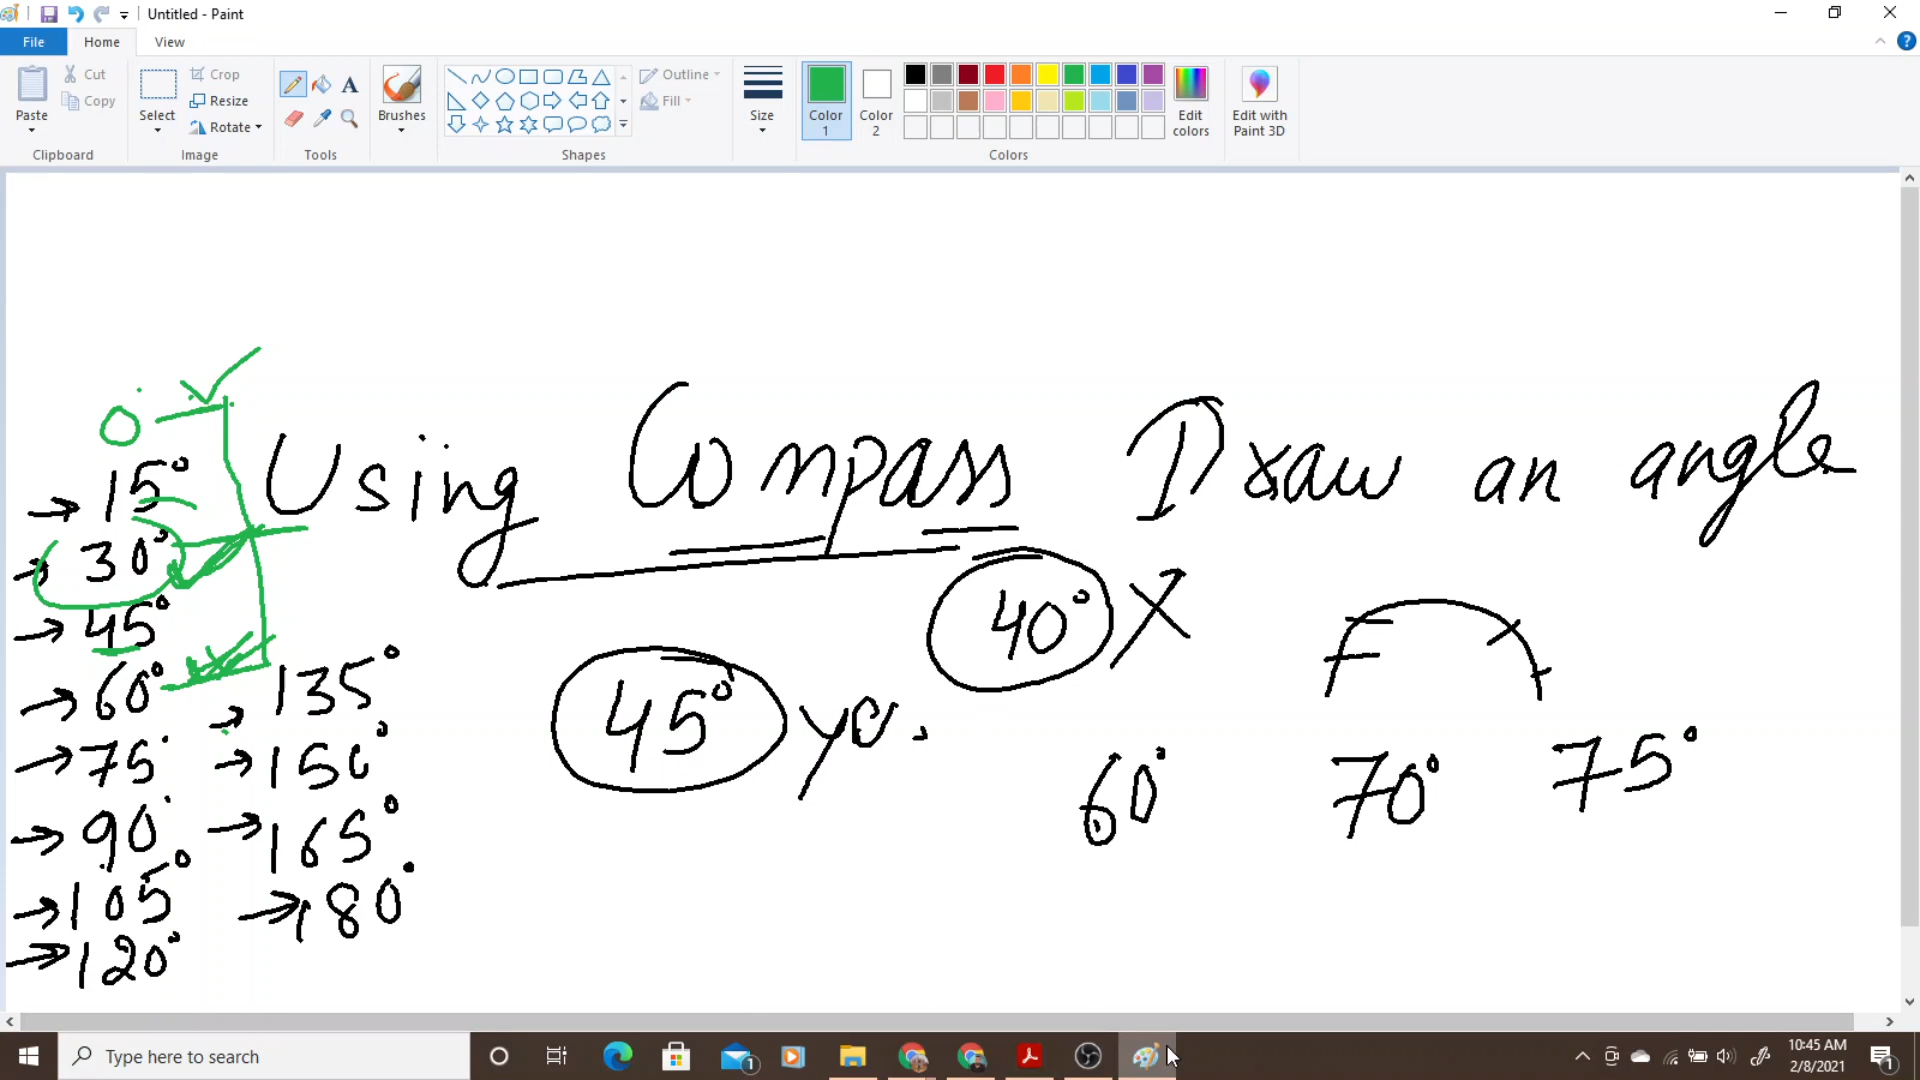 Untitled - Paint
File Home View
Paste Cut Copy Select Crop Resize Rotate Brushes Outline Fill Size Color 1 Color 2 Edit colors Edit with Paint 3D
Clipboard Image Tools Shapes Colors
0°
Using Compass Draw an angle
15°
30°
45°
60°
75°
90°
105°
120°
135°
150°
165°
180°
40° X
45°
60° 70° 75°
Type here to search
1
10:45 AM
2/8/2021
1